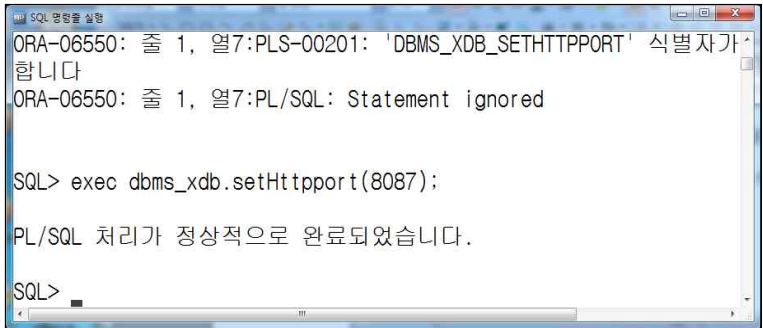 SQL 명령줄 실행
ORA-06550: 줄 1, 열7:PLS-00201: 'DBMS_XDB_SETHTTPPORT' 식별자가
합니다
ORA-06550: 줄 1, 열7:PL/SQL: Statement ignored
SQL> exec dbms_xdb.setHttpport(8087);
PL/SQL 처리가 정상적으로 완료되었습니다.
SQL>